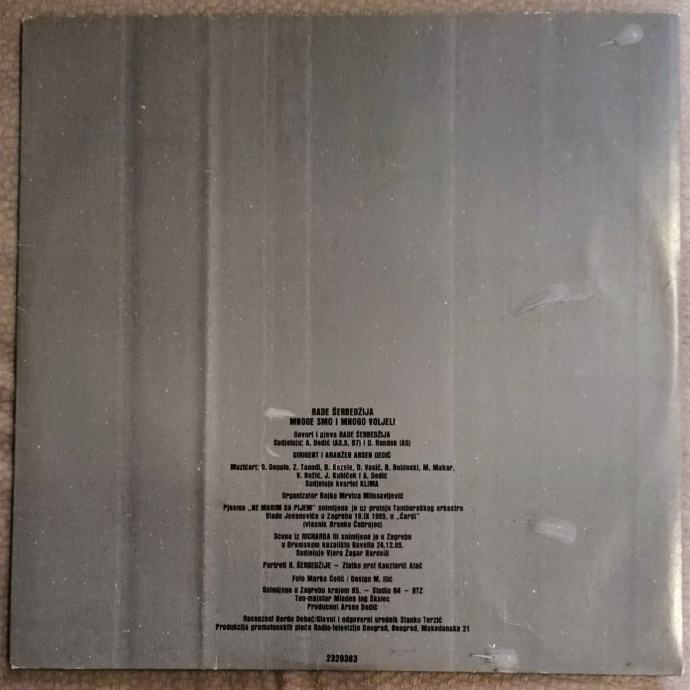 RADE ŠERBEDŽIJA
MNOGE SMO I MNOGO VOLJELI
Govori i pjeva RADE ŠERBEDŽIJA
Sudjeluju: A. Dedić (A3,5, B7) i D. Rundek (A5)
DIRIGENT I ARANŽER ARSEN DEDIĆ
Muzičari: O. Depolo, Z. Tanodi, B. Kezele, D. Vasić, R. Bobinski, M. Makar,
V. Božić, J. Kubiček i A. Dedić
Sudjeluje kvartet KLIMA
Organizator Rajko Mrvica Milosavijević
Pjesma „NE MARIM DA PIJEM" snimljena je uz pratnju Tamburaškog orkestra
Vlade Jovanovića u Zagrebu 19.IX 1985. u „Čardi"
(vlasnik Branko Čobrajec)
Scena iz RICHARDA III snimljena je u Zagrebu
u Dramskom kazalištu Gavella 24.12.85.
Sudjeluje Vjera Žagar Nardelli
Portreti R. ŠERBEDŽIJE – Zlatko prof Kauzlarić Atač
Foto Marko Čolić / Design M. Ilić
Snimljeno u Zagrebu krajem 85. – Studio M4 – RTZ
Ton-majstor Mladen ing Škalec
Producent Arsen Dedić
Recenzent Đorđe Debač/Glavni i odgovorni urednik Stanko Terzić
Produkcija gramofonskih ploča Radio-televizije Beograd, Beograd, Makedonska 21
2320363